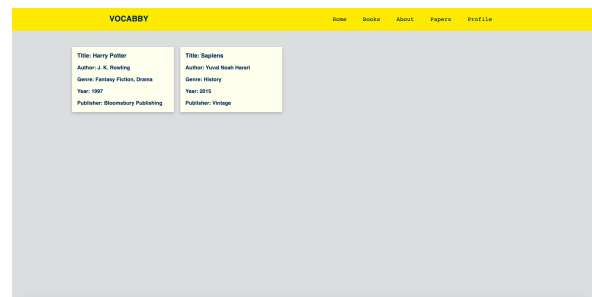 VOCABBY
Home Books About Papers Profile
Title: Harry Potter
Author: J. K. Rowling
Genre: Fantasy Fiction, Drama
Year: 1997
Publisher: Bloomsbury Publishing
Title: Sapiens
Author: Yuval Noah Harari
Genre: History
Year: 2015
Publisher: Vintage